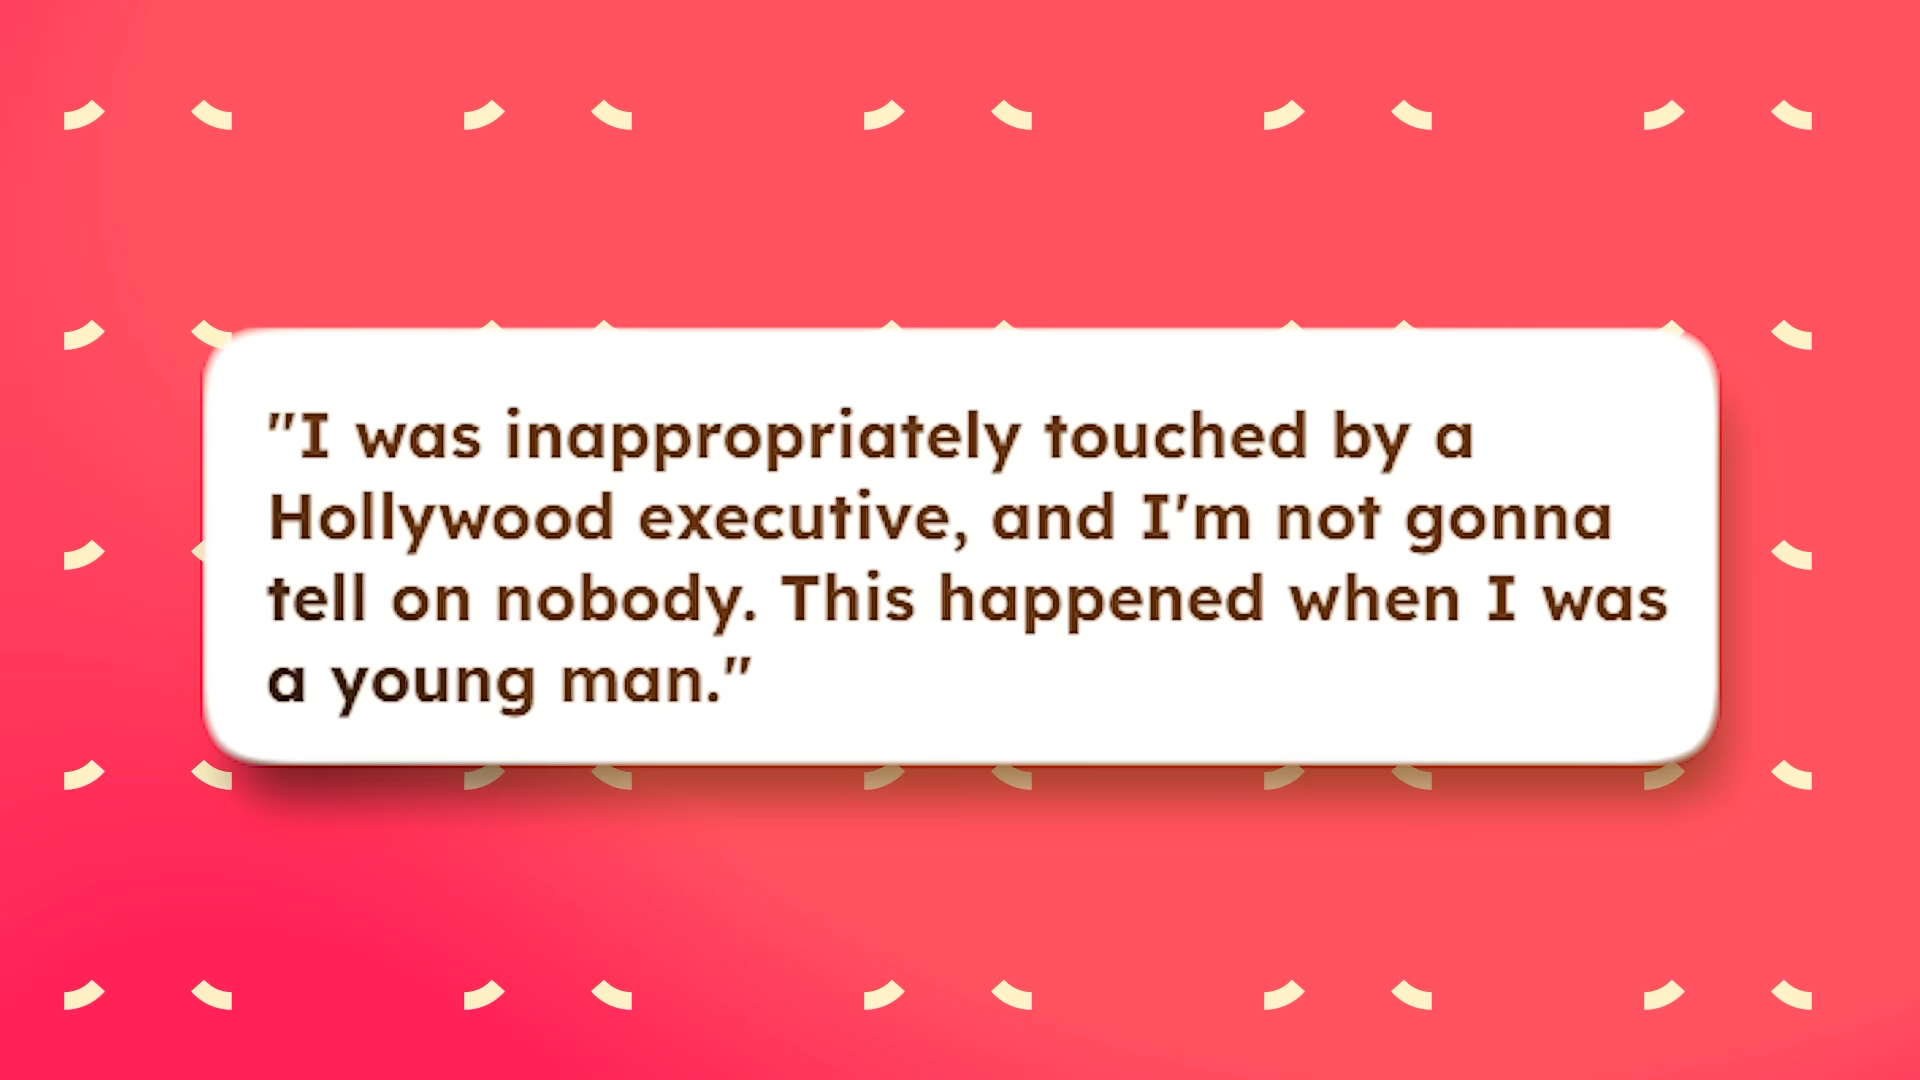 "I was inappropriately touched by a
Hollywood executive, and I'm not gonna
tell on nobody. This happened when I was
a young man."